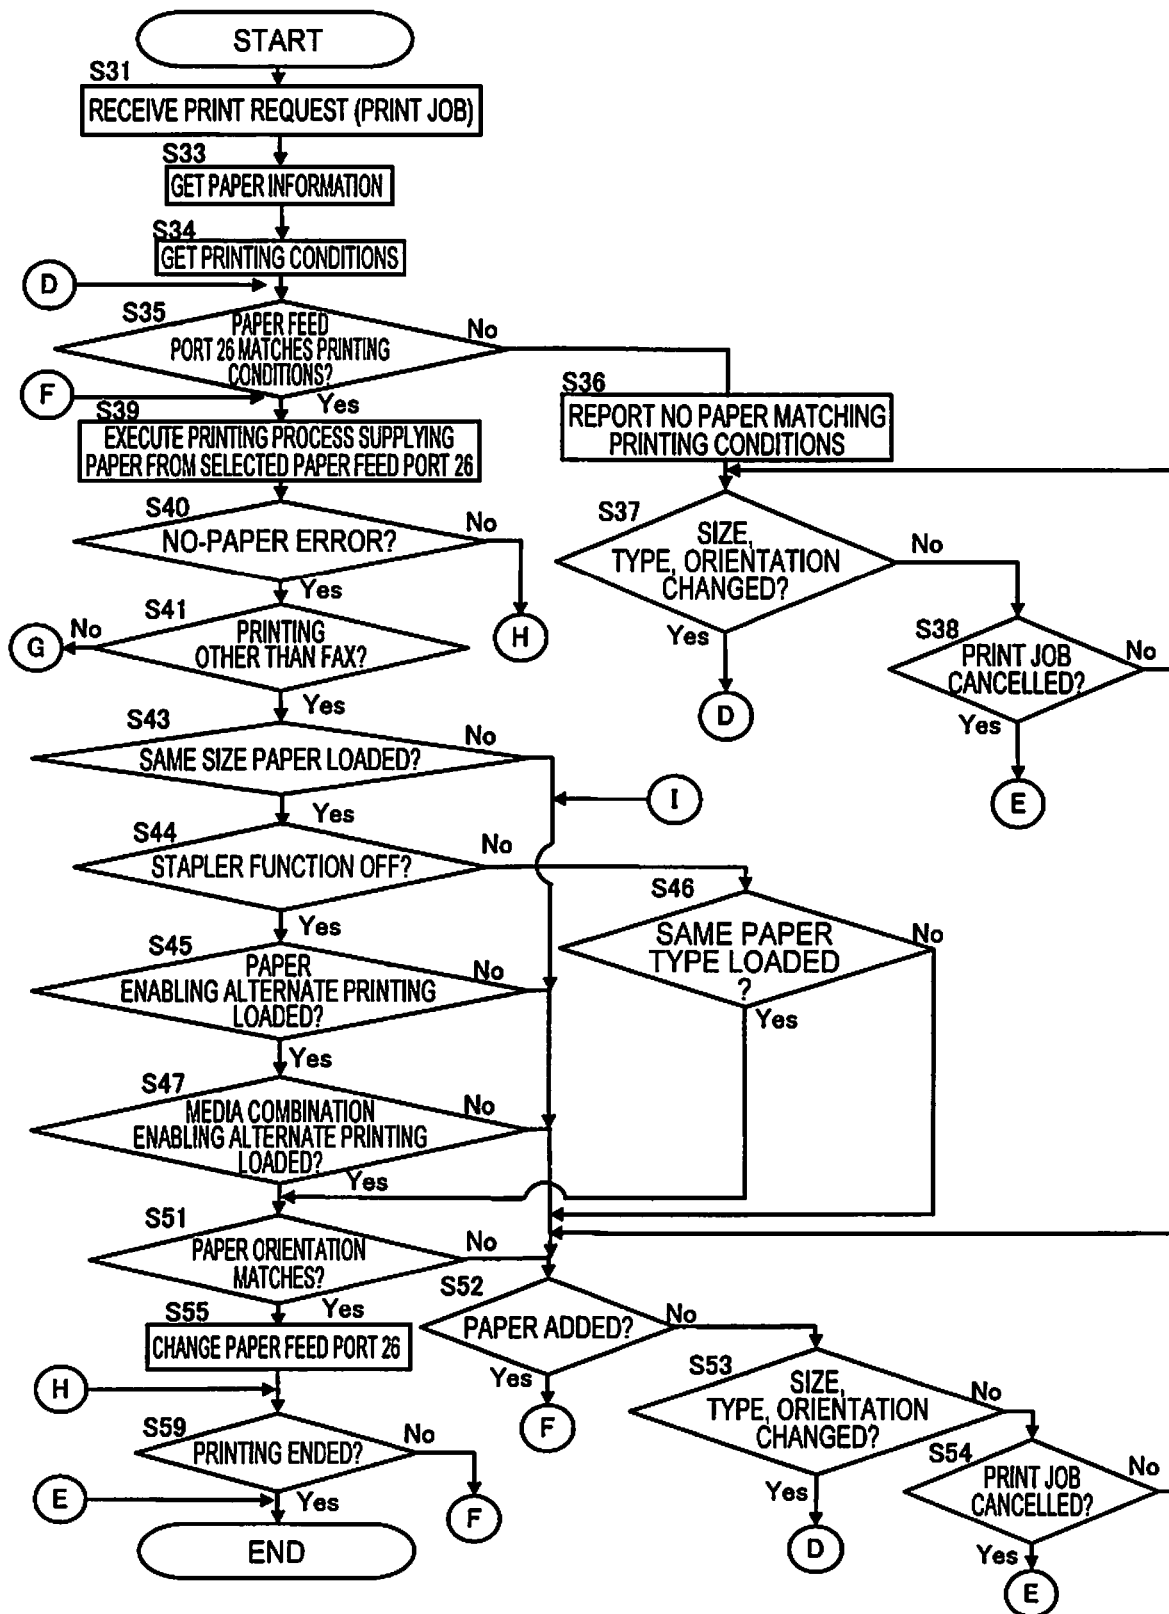 START
S31
RECEIVE PRINT REQUEST (PRINT JOB)
S33
GET PAPER INFORMATION
S34
GET PRINTING CONDITIONS
D
S35
PAPER FEED
PORT 26 MATCHES PRINTING
CONDITIONS?
No
Yes
F
S36
REPORT NO PAPER MATCHING
PRINTING CONDITIONS
S39
EXECUTE PRINTING PROCESS SUPPLYING
PAPER FROM SELECTED PAPER FEED PORT 26
S40
NO-PAPER ERROR?
No
Yes
H
S37
SIZE,
TYPE, ORIENTATION
CHANGED?
No
Yes
D
S38
PRINT JOB
CANCELLED?
No
Yes
E
S41
PRINTING
OTHER THAN FAX?
No
G
Yes
S43
SAME SIZE PAPER LOADED?
No
Yes
I
S44
STAPLER FUNCTION OFF?
No
Yes
S46
SAME PAPER
TYPE LOADED
?
No
Yes
S45
PAPER
ENABLING ALTERNATE PRINTING
LOADED?
No
Yes
S47
MEDIA COMBINATION
ENABLING ALTERNATE PRINTING
LOADED?
No
Yes
S51
PAPER ORIENTATION
MATCHES?
No
Yes
S52
PAPER ADDED?
No
Yes
F
S55
CHANGE PAPER FEED PORT 26
H
S53
SIZE,
TYPE, ORIENTATION
CHANGED?
No
Yes
D
S54
PRINT JOB
CANCELLED?
No
Yes
E
S59
PRINTING ENDED?
No
F
Yes
E
END